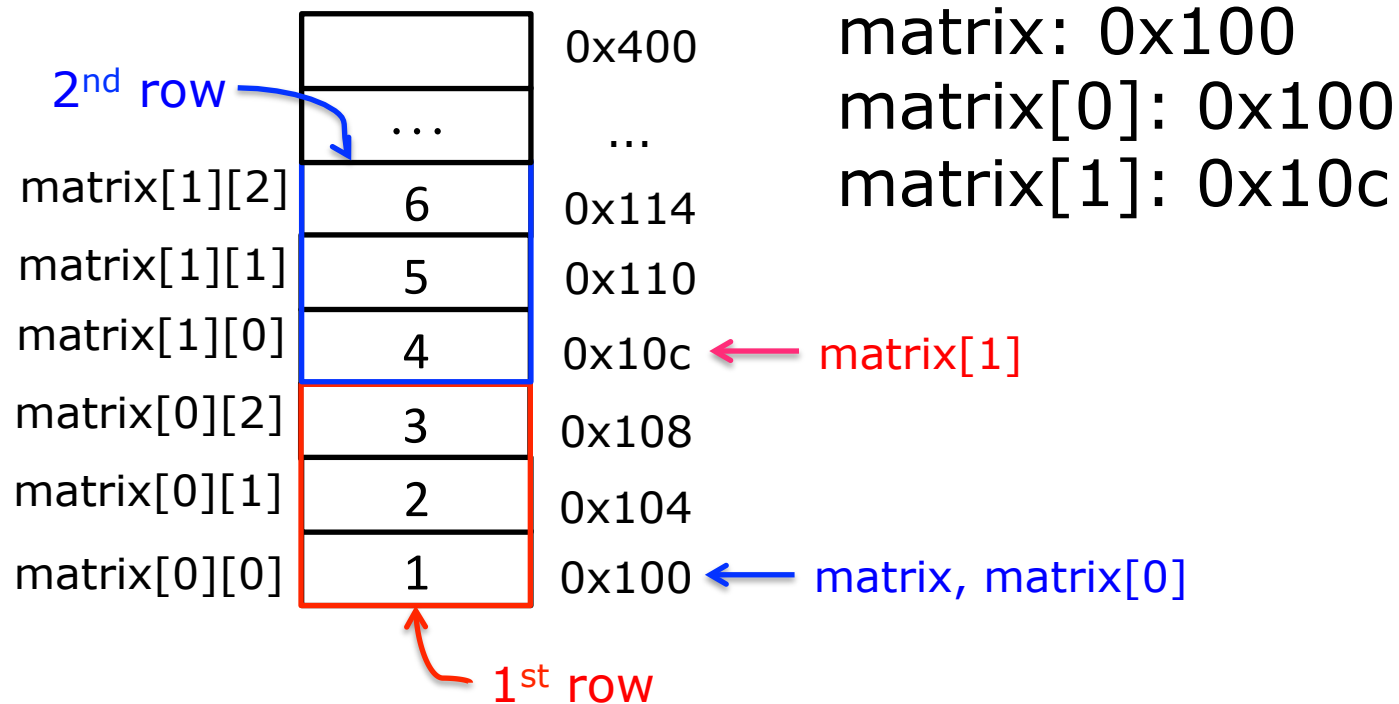 0x400
matrix: 0x100
2nd row
matrix[0]: 0x100
...
...
matrix[1]: 0x10c
matrix[1][2] 6 0x114
matrix[1][1] 5 0x110
matrix[1][0] 4 0x10c matrix[1]
matrix[0][2] 3 0x108
matrix[0][1] 2 0x104
matrix[0][0] 1 0x100 matrix, matrix[0]
1st row